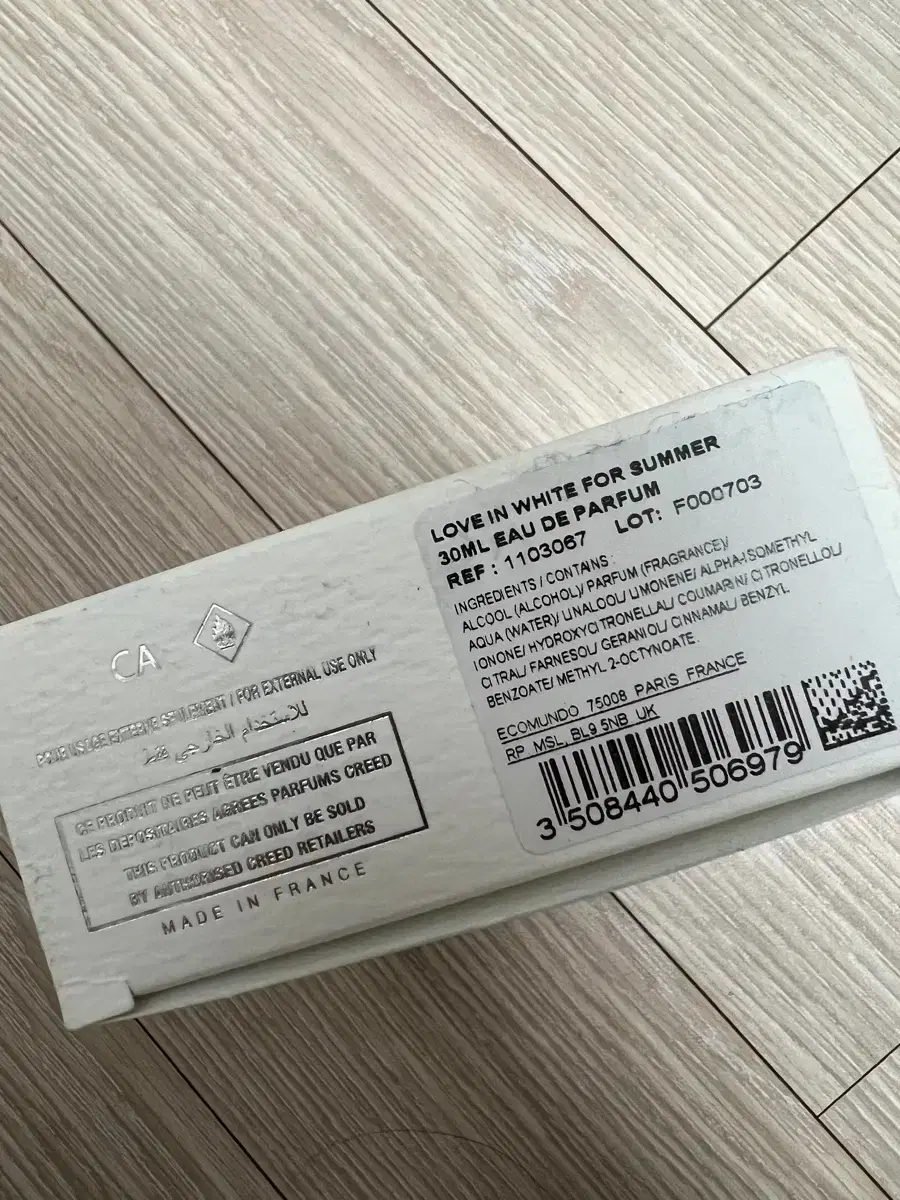 LOVE IN WHITE FOR SUMMER
30ML EAU DE PARFUM
REF : 1103067 LOT: F000703
INGREDIENTS / CONTAINS :
ALCOOL (ALCOHOL)/ PARFUM (FRAGRANCE)/
AQUA (WATER)/ LINALOOL/ LIMONENE/ ALPHA-ISOMETHYL
IONONE/ HYDROXYCITRONELLAL/ COUMARIN/ CITRONELLOL/
CITRAL/ FARNESOL/ GERANIOL/ CINNAMAL/ BENZYL
BENZOATE/ METHYL 2-OCTYNOATE
ECOMUNDO 75008 PARIS FRANCE
RP MSL, BL9 5NB UK
3 508440 506979
CA
POUR USAGE EXTERNE SEULEMENT / FOR EXTERNAL USE ONLY
للاستخدام الخارجي فقط
CE PRODUIT NE PEUT ÊTRE VENDU QUE PAR
LES DEPOSITAIRES AGREES PARFUMS CREED
THIS PRODUCT CAN ONLY BE SOLD
BY AUTHORISED CREED RETAILERS
MADE IN FRANCE